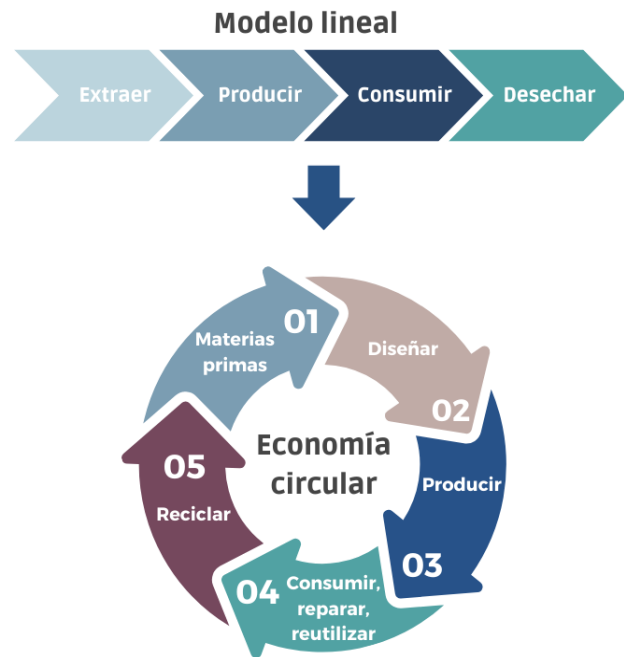 Modelo lineal
Extraer
Producir
Consumir
Desechar
01
Materias
primas
Diseñar
02
Producir
03
04
Consumir,
reparar,
reutilizar
05
Reciclar
Economía
circular